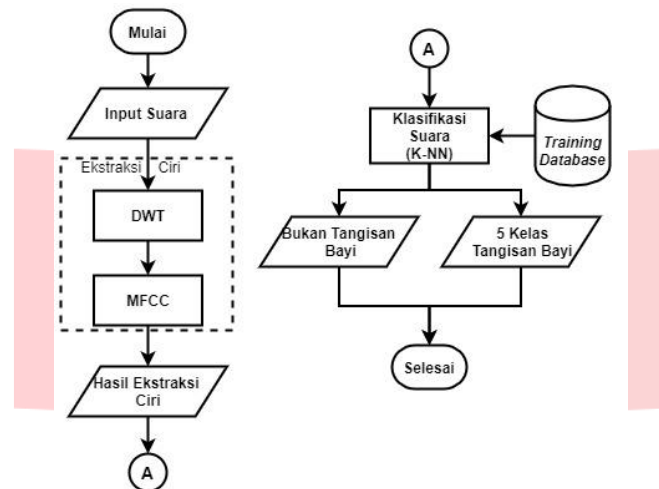 Mulai
Input Suara
Ekstraksi Ciri
DWT
MFCC
Hasil Ekstraksi
Ciri
A
A
Klasifikasi
Suara
(K-NN)
Training
Database
Bukan Tangisan
Bayi
5 Kelas
Tangisan Bayi
Selesai